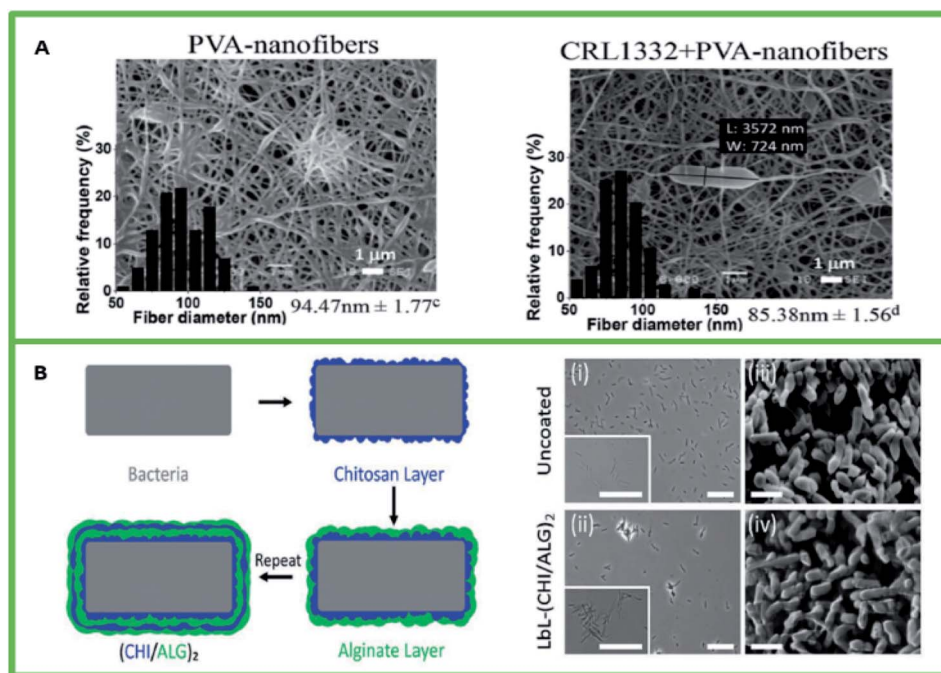 A
PVA-nanofibers
Relative frequency (%)
30
20
10
0
50
100
150
Fiber diameter (nm)
1 μm
94.47nm ± 1.77ᶜ
CRL1332+PVA-nanofibers
L: 3572 nm
W: 724 nm
Relative frequency (%)
30
20
10
0
50
100
150
Fiber diameter (nm)
1 μm
85.38nm ± 1.56ᵈ
B
Bacteria
Chitosan Layer
Repeat
(CHI/ALG)₂
Alginate Layer
Uncoated
LbL-(CHI/ALG)₂
(i)
(iii)
(ii)
(iv)